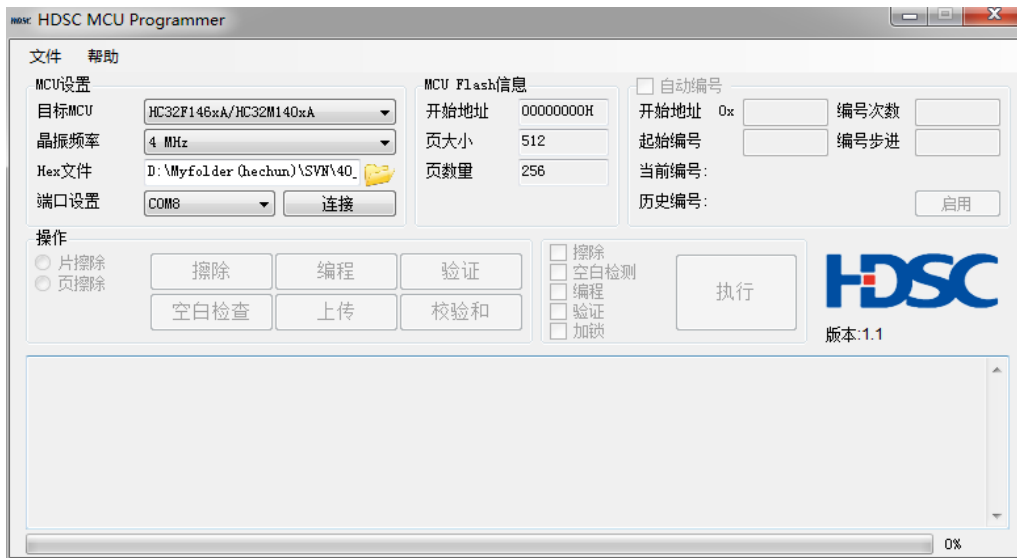 HDSC HDSC MCU Programmer
文件 帮助
MCU设置
目标MCU HC32F146xA/HC32M140xA
晶振频率 4 MHz
Hex文件 D:\Myfolder(hechun)\SVN\40_
端口设置 COM8 连接
MCU Flash信息
开始地址 00000000H
页大小 512
页数量 256
自动编号
开始地址 0x 编号次数
起始编号 编号步进
当前编号:
历史编号: 启用
操作
片擦除
页擦除
擦除 编程 验证
空白检查 上传 校验和
擦除
空白检测
编程
验证
加锁
执行
HDSC
版本:1.1
0%